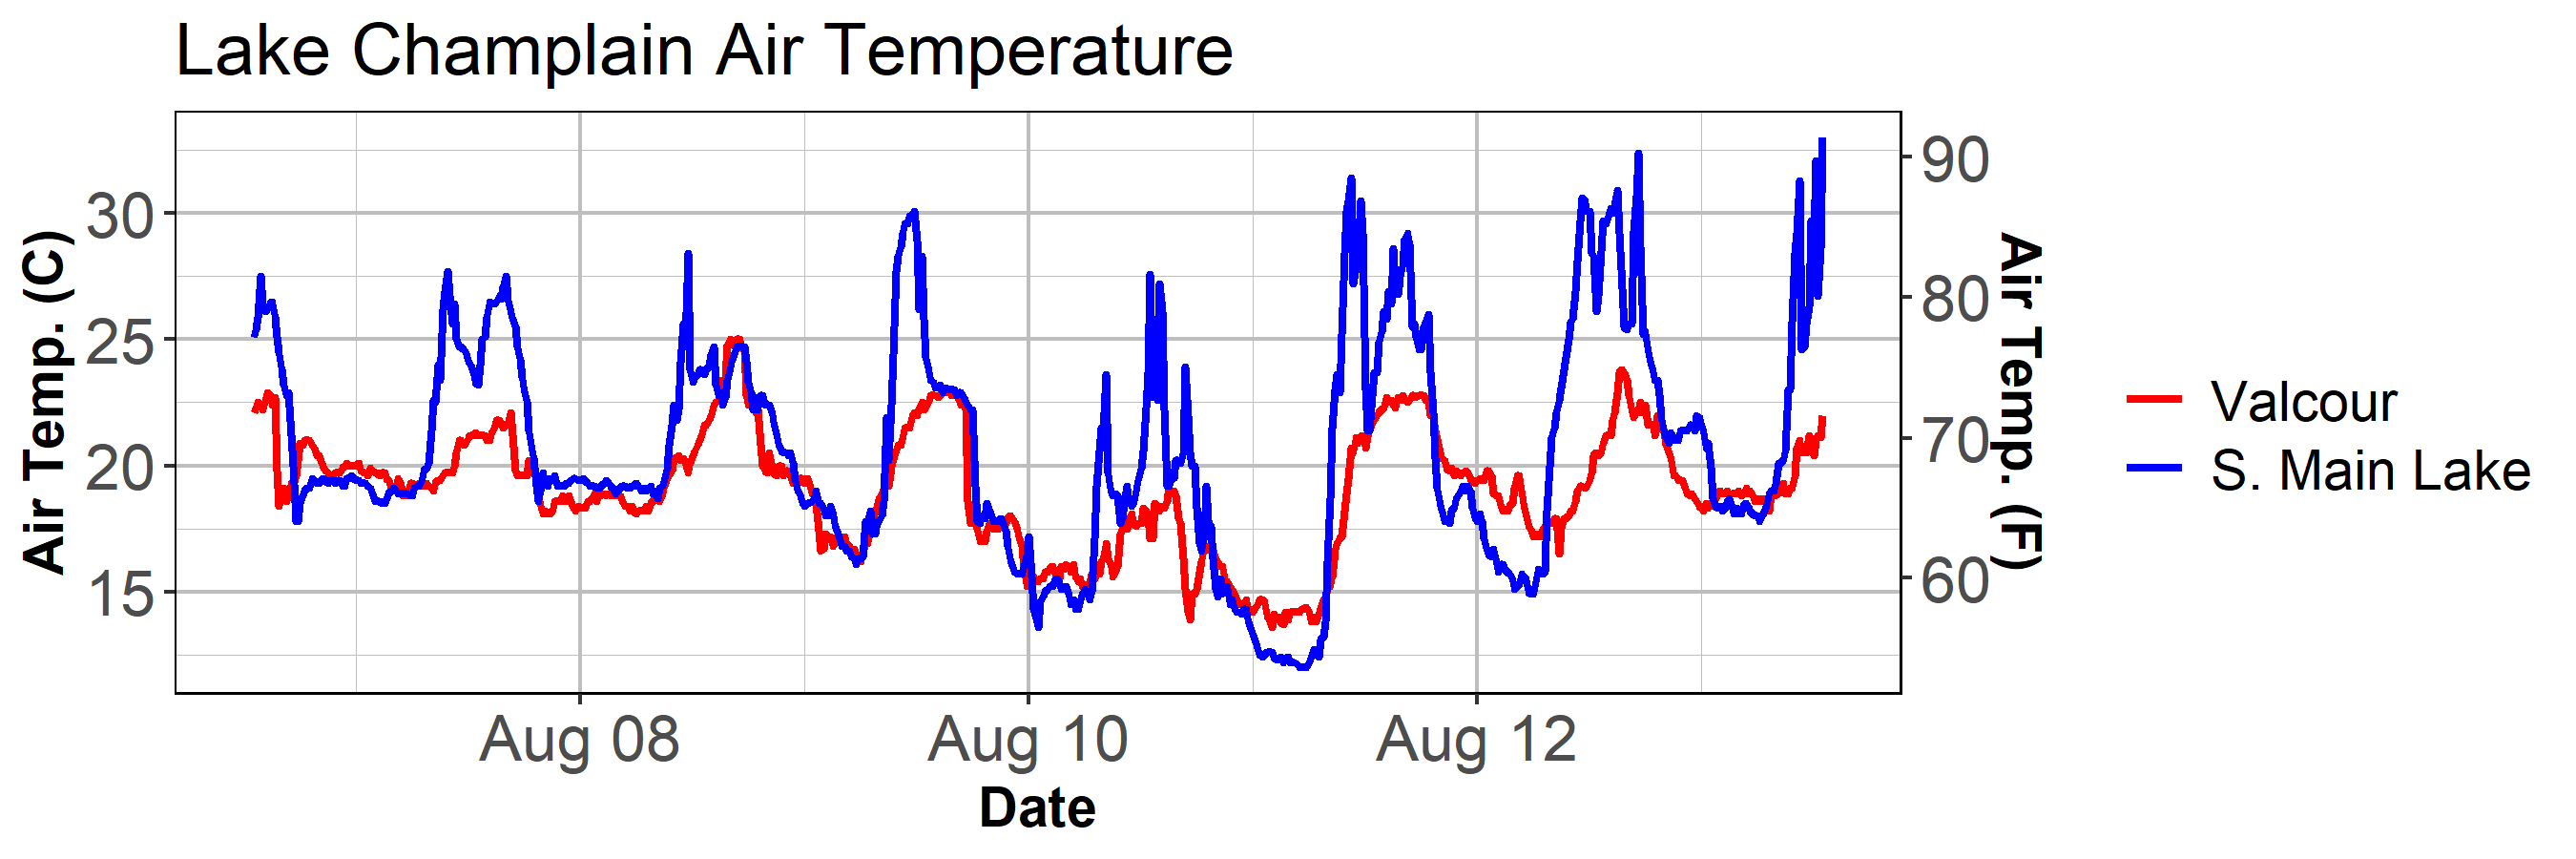 Lake Champlain Air Temperature
Air Temp. (C)
30
25
20
15
90
80
70
60
Air Temp. (F)
Aug 08
Aug 10
Aug 12
Date
Valcour
S. Main Lake